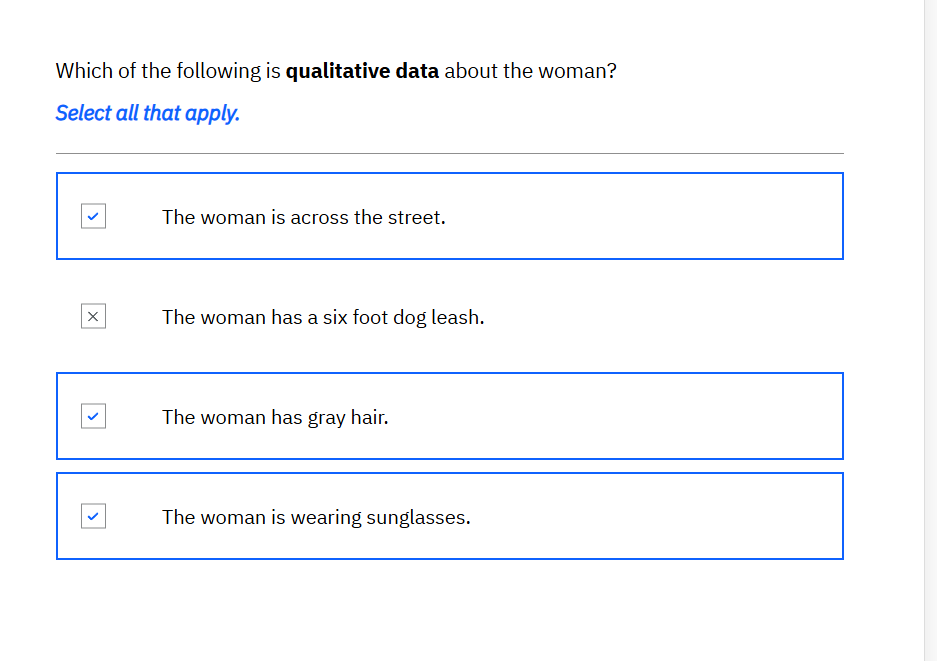 Which of the following is qualitative data about the woman?
Select all that apply.
The woman is across the street.
The woman has a six foot dog leash.
The woman has gray hair.
The woman is wearing sunglasses.